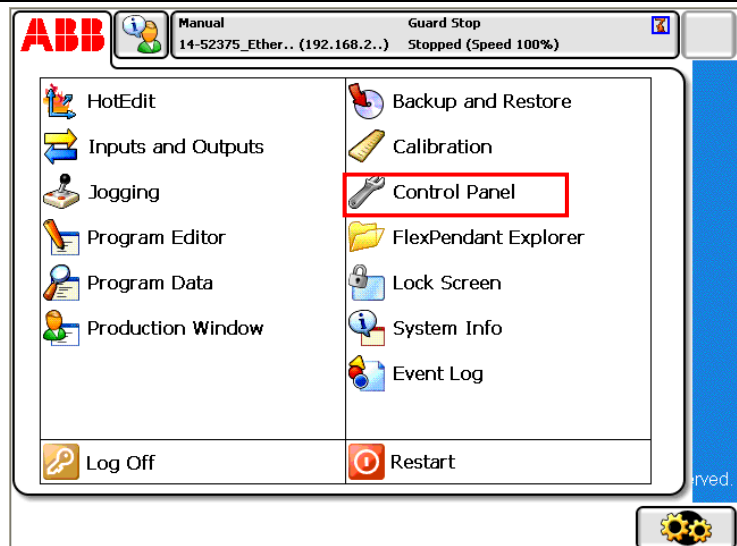 ABB
Manual
Guard Stop
14-52375_Ether.. (192.168.2..)
Stopped (Speed 100%)
HotEdit
Backup and Restore
Inputs and Outputs
Calibration
Jogging
Control Panel
Program Editor
FlexPendant Explorer
Program Data
Lock Screen
Production Window
System Info
Event Log
Log Off
Restart
rved.